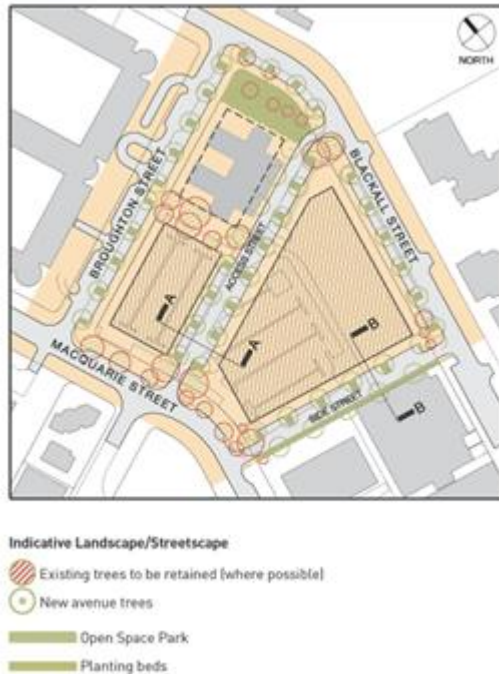 NORTH
BROUGHTON STREET
BLACKALL STREET
ACCESS STREET
A
A
B
B
MACQUARIE STREET
SIDE STREET
Indicative Landscape/Streetscape
Existing trees to be retained (where possible)
New avenue trees
Open Space Park
Planting beds